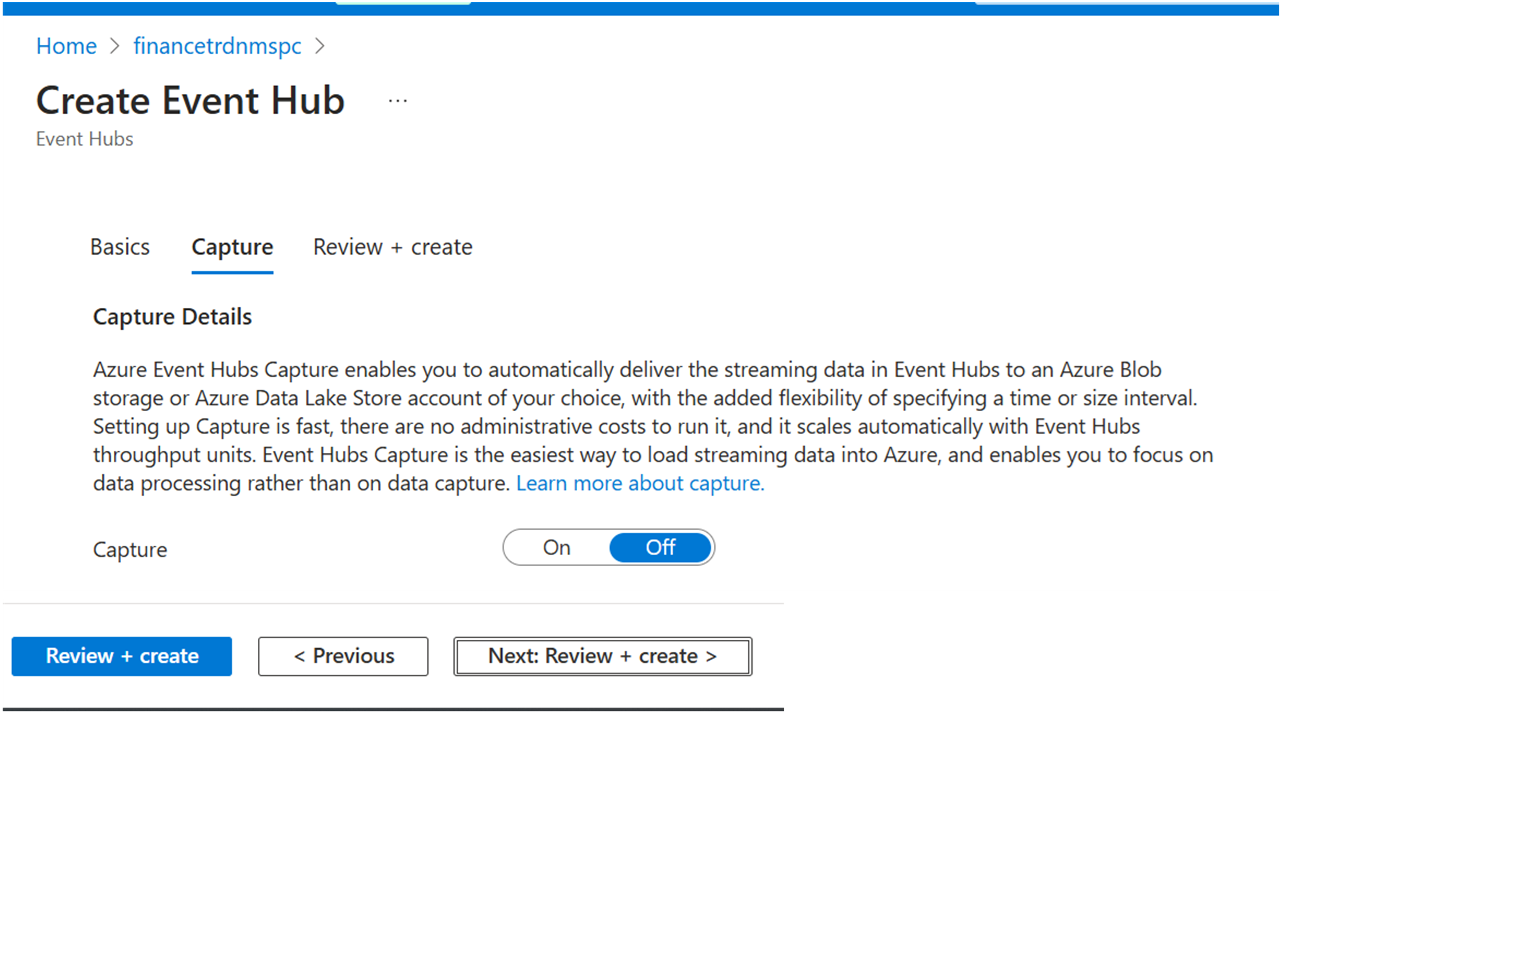 Home > financetrdnmspc >
Create Event Hub ...
Event Hubs
Basics Capture Review + create
Capture Details
Azure Event Hubs Capture enables you to automatically deliver the streaming data in Event Hubs to an Azure Blob
storage or Azure Data Lake Store account of your choice, with the added flexibility of specifying a time or size interval.
Setting up Capture is fast, there are no administrative costs to run it, and it scales automatically with Event Hubs
throughput units. Event Hubs Capture is the easiest way to load streaming data into Azure, and enables you to focus on
data processing rather than on data capture. Learn more about capture.
Capture On Off
Review + create < Previous Next: Review + create >